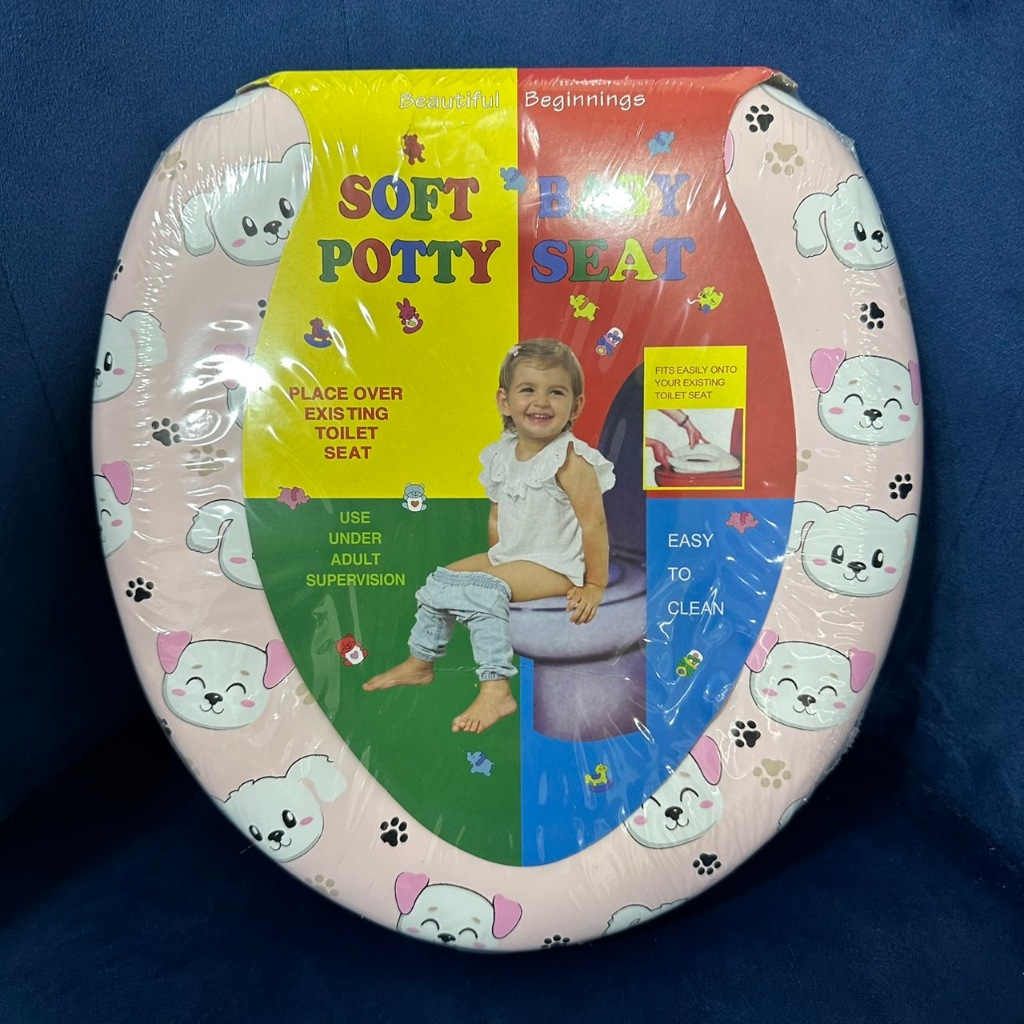 Beautiful Beginnings
SOFT BABY
POTTY SEAT
PLACE OVER
EXISTING
TOILET
SEAT
FITS EASILY ONTO
YOUR EXISTING
TOILET SEAT
USE
UNDER
ADULT
SUPERVISION
EASY
TO
CLEAN